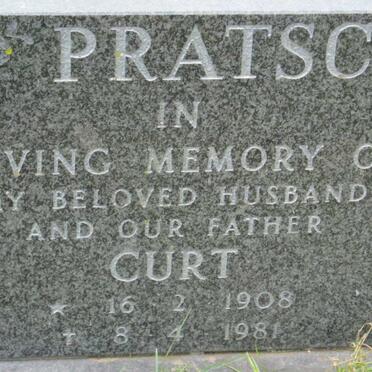 PRATSC
IN
VING MEMORY O
Y BELOVED HUSBAND
AND OUR FATHER
CURT
* 16 2 1908
† 8 4 1981